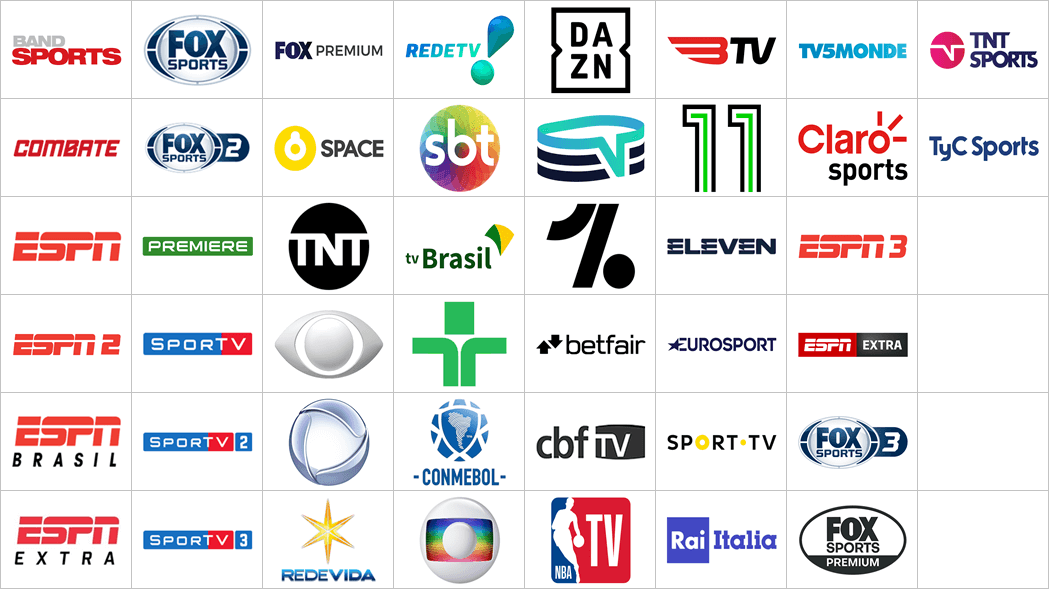 BAND
SPORTS
FOX
SPORTS
FOX PREMIUM
REDETV
DA
ZN
BTV
TV5MONDE
TNT
SPORTS
COMBATE
FOX
SPORTS 2
6 SPACE
sbt
11
Claro
sports
TyC Sports
ESPN
PREMIERE
TNT
tv Brasil
1
ELEVEN
ESPN 3
ESPN 2
SPORTV
betfair
EUROSPORT
ESPN EXTRA
ESPN
BRASIL
SPORTV 2
CONMEBOL
cbf TV
SPORT•TV
FOX
SPORTS 3
ESPN
EXTRA
SPORTV 3
REDEVIDA
NBA TV
Rai Italia
FOX
SPORTS
PREMIUM